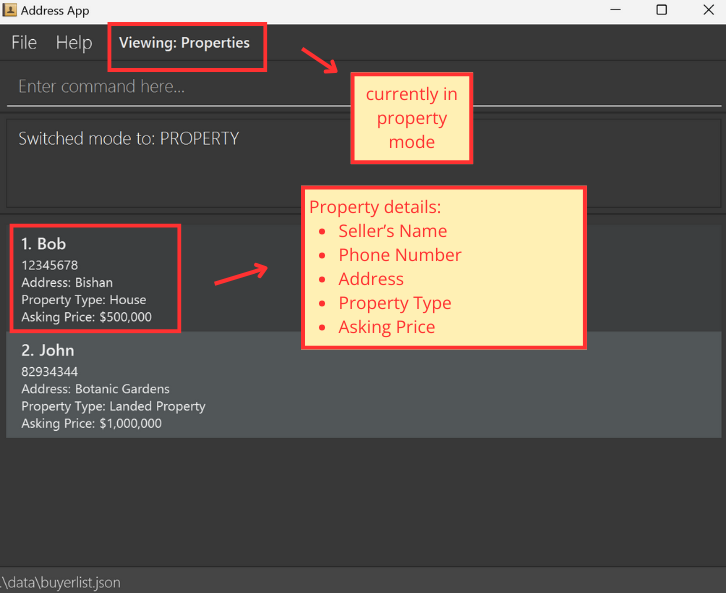 Address App
File Help Viewing: Properties
Enter command here...
currently in
property
mode
Switched mode to: PROPERTY
Property details:
• Seller's Name
• Phone Number
• Address
• Property Type
• Asking Price
1. Bob
12345678
Address: Bishan
Property Type: House
Asking Price: $500,000
2. John
82934344
Address: Botanic Gardens
Property Type: Landed Property
Asking Price: $1,000,000
.\data\buyerlist.json